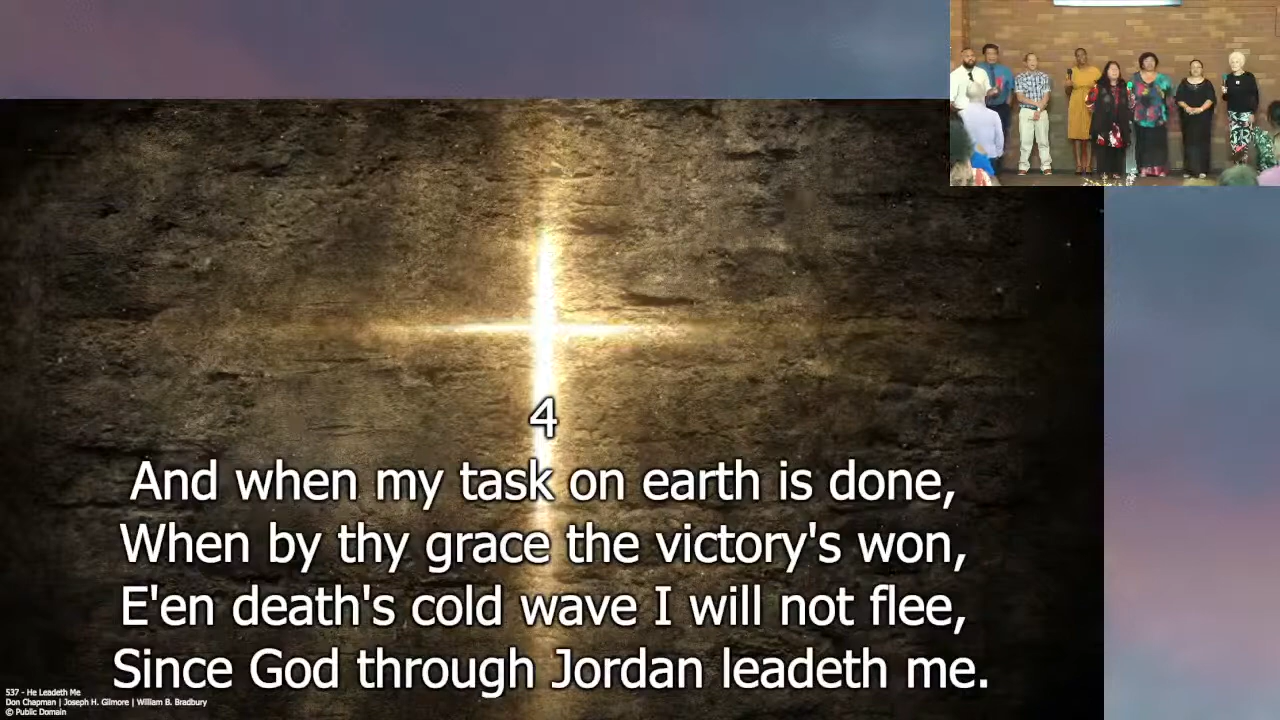 4
And when my task on earth is done,
When by thy grace the victory's won,
E'en death's cold wave I will not flee,
Since God through Jordan leadeth me.
537 - He Leadeth Me
Don Chapman | Joseph H. Gilmore | William B. Bradbury
© Public Domain